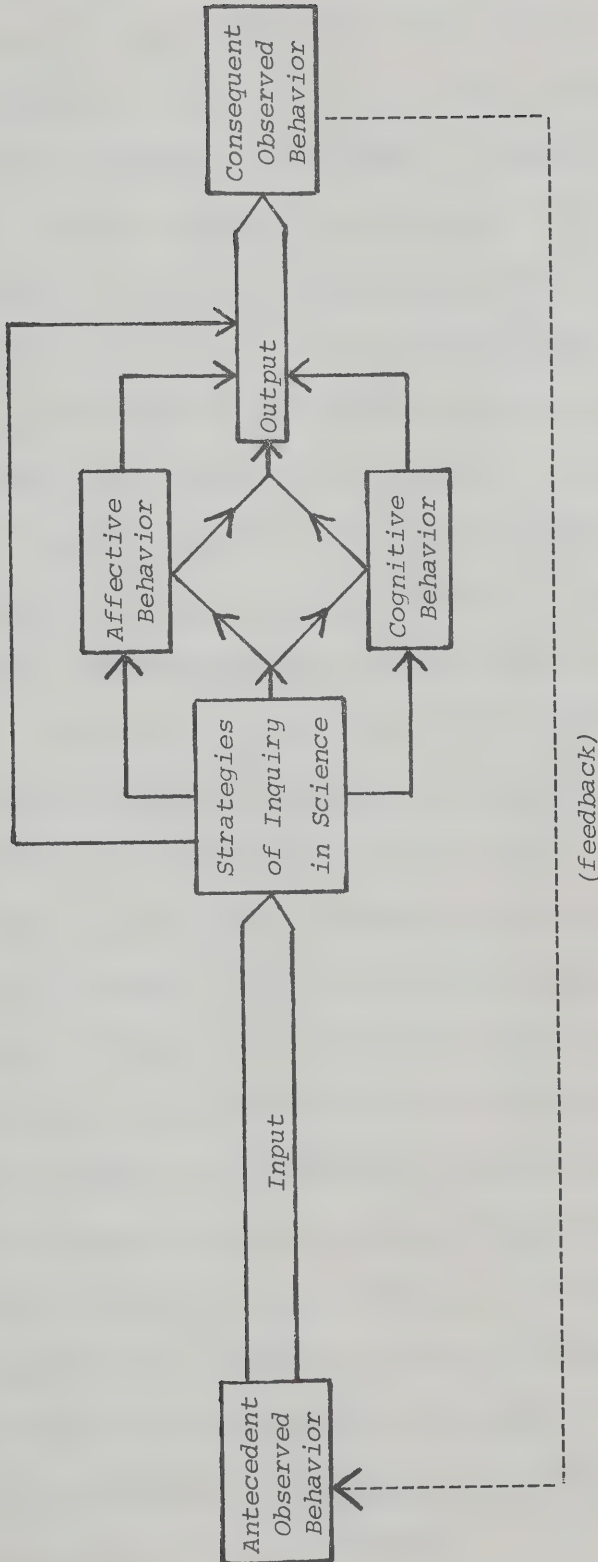 Antecedent
Observed
Behavior
Input
Strategies
of Inquiry
in Science
Affective
Behavior
Cognitive
Behavior
Output
Consequent
Observed
Behavior
(feedback)